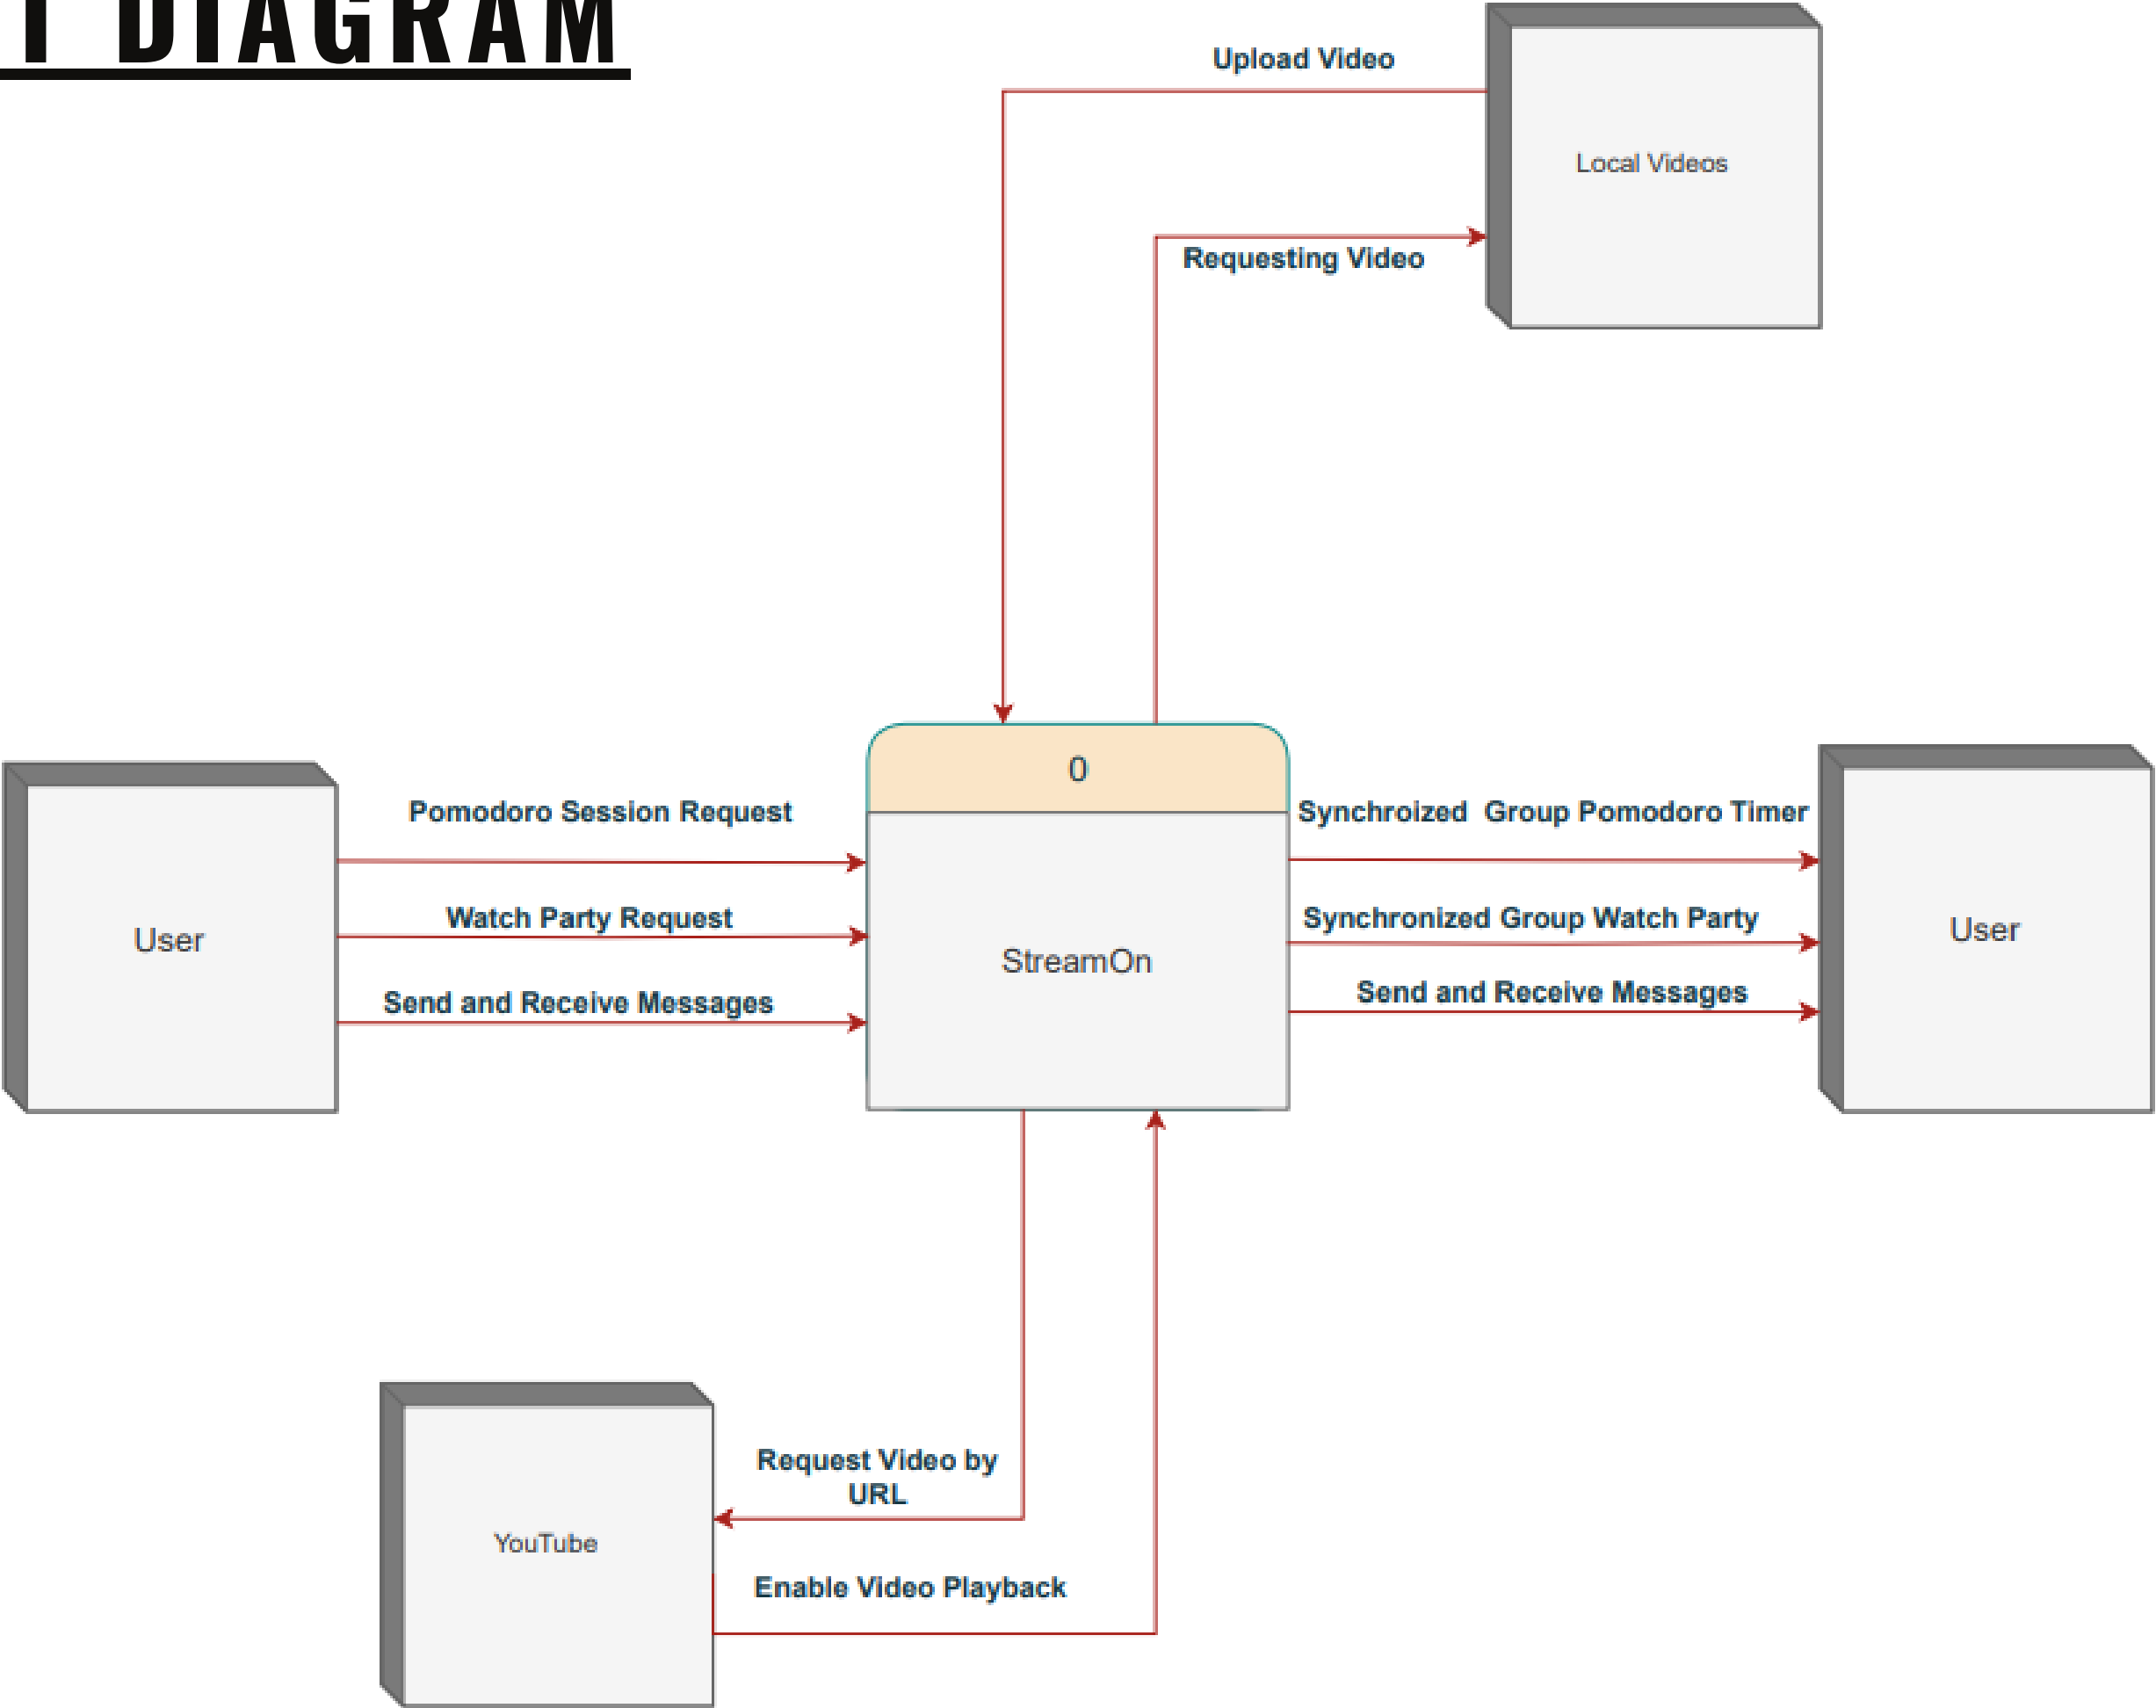 T DIAGRAM
Upload Video
Local Videos
Requesting Video
0
Pomodoro Session Request
Synchroized Group Pomodoro Timer
Watch Party Request
Synchronized Group Watch Party
User
User
StreamOn
Send and Receive Messages
Send and Receive Messages
Request Video by
URL
YouTube
Enable Video Playback